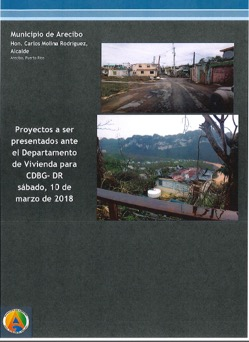 Municipio de Arecibo
Hon. Carlos Molina Rodríguez,
Alcalde
Arecibo, Puerto Rico
Proyectos a ser
presentados ante
el Departamento
de Vivienda para
CDBG- DR
sábado, 10 de
marzo de 2018